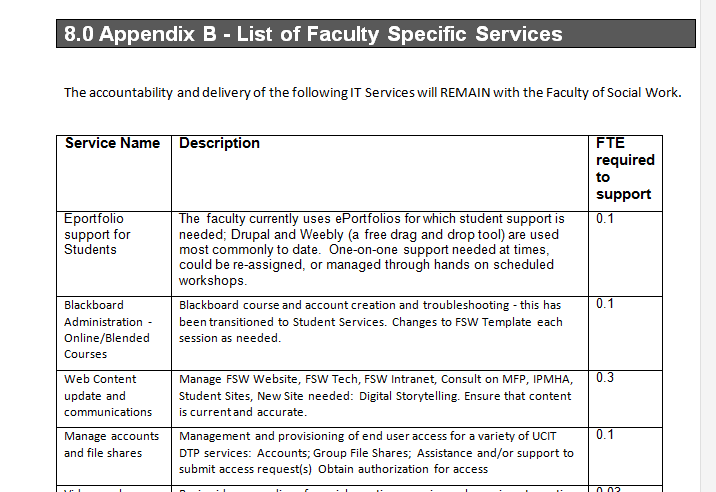 8.0 Appendix B - List of Faculty Specific Services
The accountability and delivery of the following IT Services will REMAIN with the Faculty of Social Work.
Service Name
Description
FTE
required
to
support
Eportfolio
support for
Students
The faculty currently uses ePortfolios for which student support is
needed; Drupal and Weebly (a free drag and drop tool) are used
most commonly to date. One-on-one support needed at times,
could be re-assigned, or managed through hands on scheduled
workshops.
0.1
Blackboard
Administration -
Online/Blended
Courses
Blackboard course and account creation and troubleshooting - this has
been transitioned to Student Services. Changes to FSW Template each
session as needed.
0.1
Web Content
update and
communications
Manage FSW Website, FSW Tech, FSW Intranet, Consult on MFP, IPMHA,
Student Sites, New Site needed: Digital Storytelling. Ensure that content
is current and accurate.
0.3
Manage accounts
and file shares
Management and provisioning of end user access for a variety of UCIT
DTP services: Accounts; Group File Shares; Assistance and/or support to
submit access request(s) Obtain authorization for access
0.1